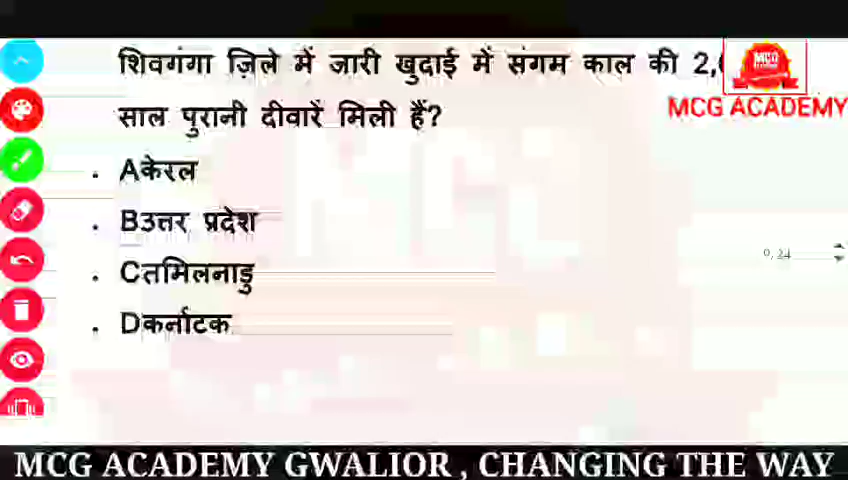 शिवगंगा ज़िले में जारी खुदाई में संगम काल की
साल पुरानी दीवारें मिली हैं?
MCG ACADEMY
. Aकेरल
. Bउत्तर प्रदेश
. Cतमिलनाडु
. Dकर्नाटक
MCG ACADEMY GWALIOR , CHANGING THE WAY